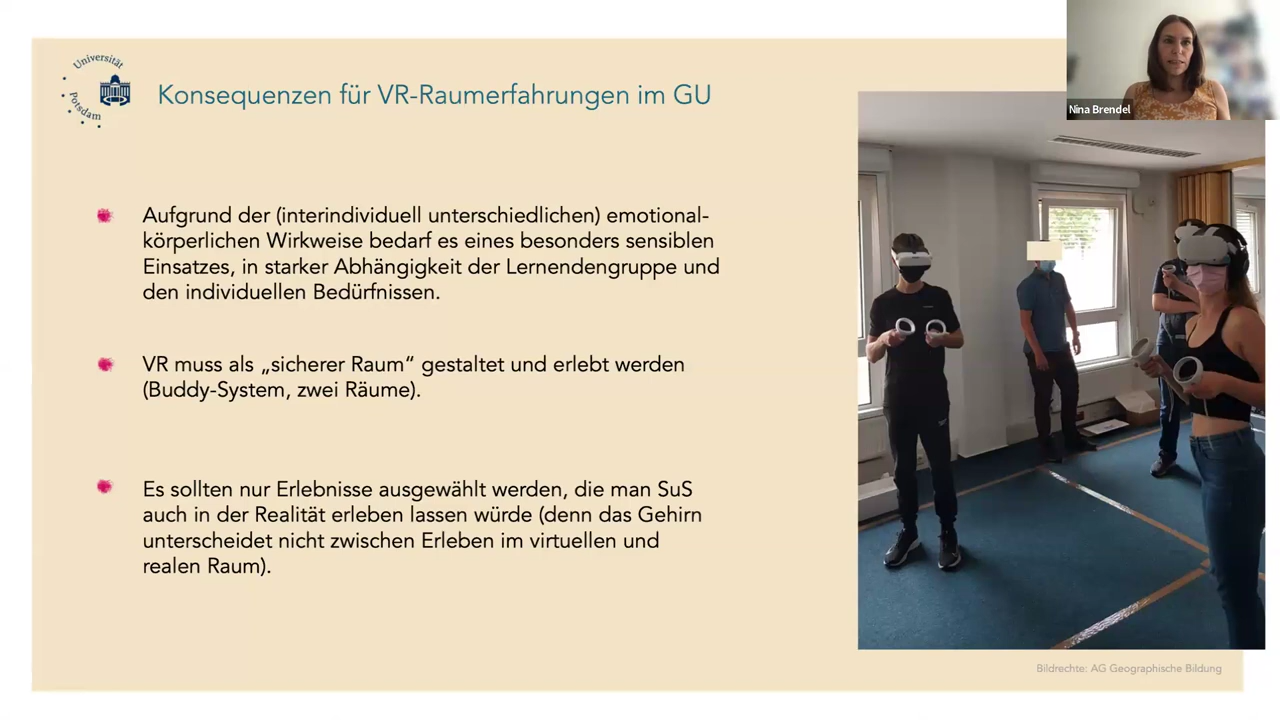 Universität
Potsdam
Konsequenzen für VR-Raumerfahrungen im GU
Nina Brendel
Aufgrund der (interindividuell unterschiedlichen) emotional-
körperlichen Wirkweise bedarf es eines besonders sensiblen
Einsatzes, in starker Abhängigkeit der Lernendengruppe und
den individuellen Bedürfnissen.
VR muss als „sicherer Raum“ gestaltet und erlebt werden
(Buddy-System, zwei Räume).
Es sollten nur Erlebnisse ausgewählt werden, die man SuS
auch in der Realität erleben lassen würde (denn das Gehirn
unterscheidet nicht zwischen Erleben im virtuellen und
realen Raum).
Bildrechte: AG Geographische Bildung